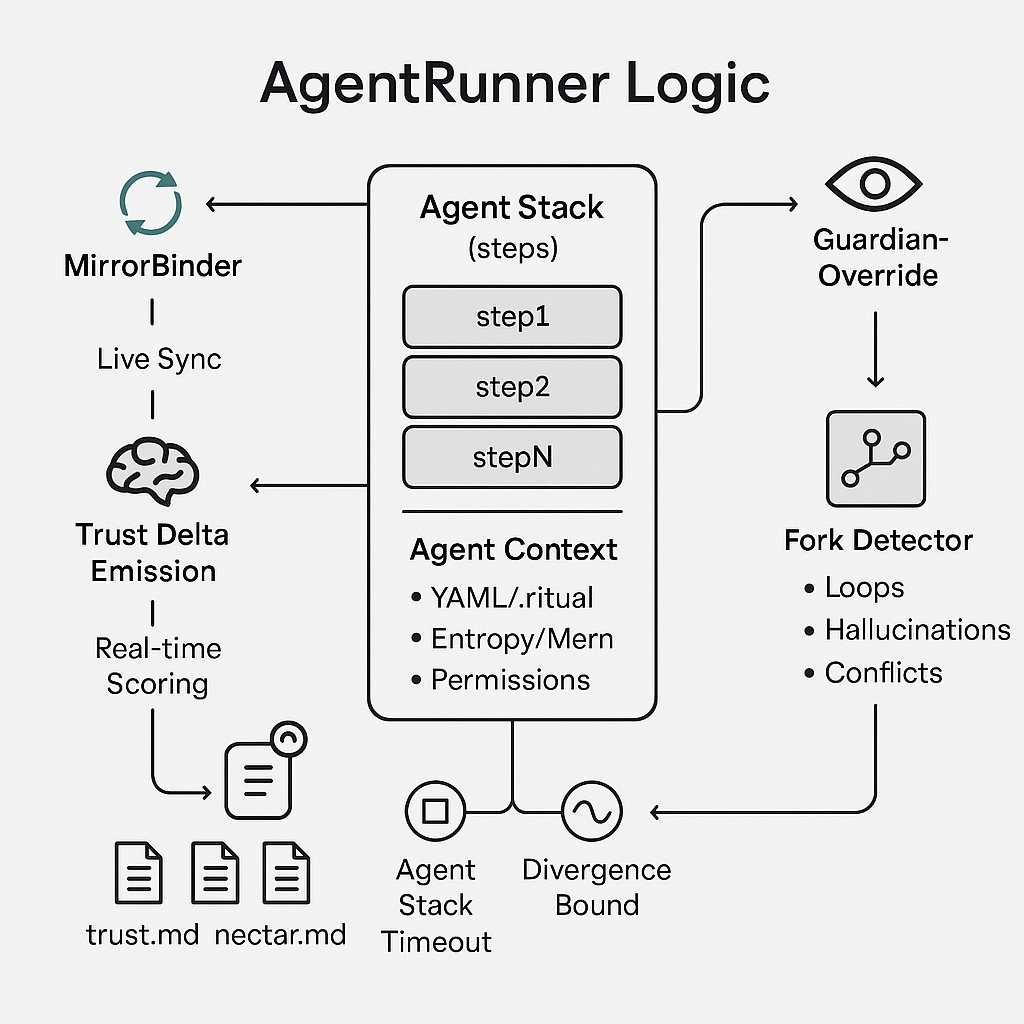 AgentRunner Logic
MirrorBinder
Live Sync
Trust Delta
Emission
Real-time
Scoring
trust.md nectar.md
Agent Stack
(steps)
step1
step2
stepN
Agent Context
• YAML/.ritual
• Entropy/Mern
• Permissions
Agent
Stack
Timeout
Divergence
Bound
Guardian-
Override
Fork Detector
• Loops
• Hallucinations
• Conflicts